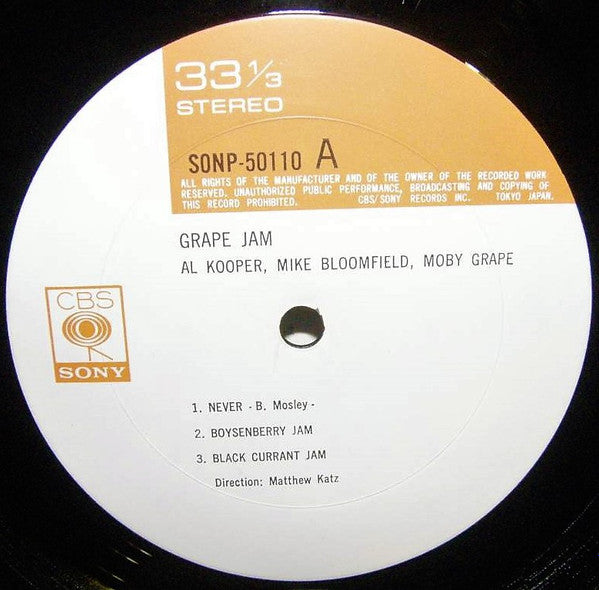 33 1/3
STEREO
SONP-50110 A
ALL RIGHTS OF THE MANUFACTURER AND OF THE OWNER OF THE RECORDED WORK
RESERVED. UNAUTHORIZED PUBLIC PERFORMANCE, BROADCASTING AND COPYING OF
THIS RECORD PROHIBITED. CBS/SONY RECORDS INC. TOKYO JAPAN.
GRAPE JAM
AL KOOPER, MIKE BLOOMFIELD, MOBY GRAPE
CBS
SONY
1. NEVER - B. Mosley -
2. BOYSENBERRY JAM
3. BLACK CURRANT JAM
Direction: Matthew Katz